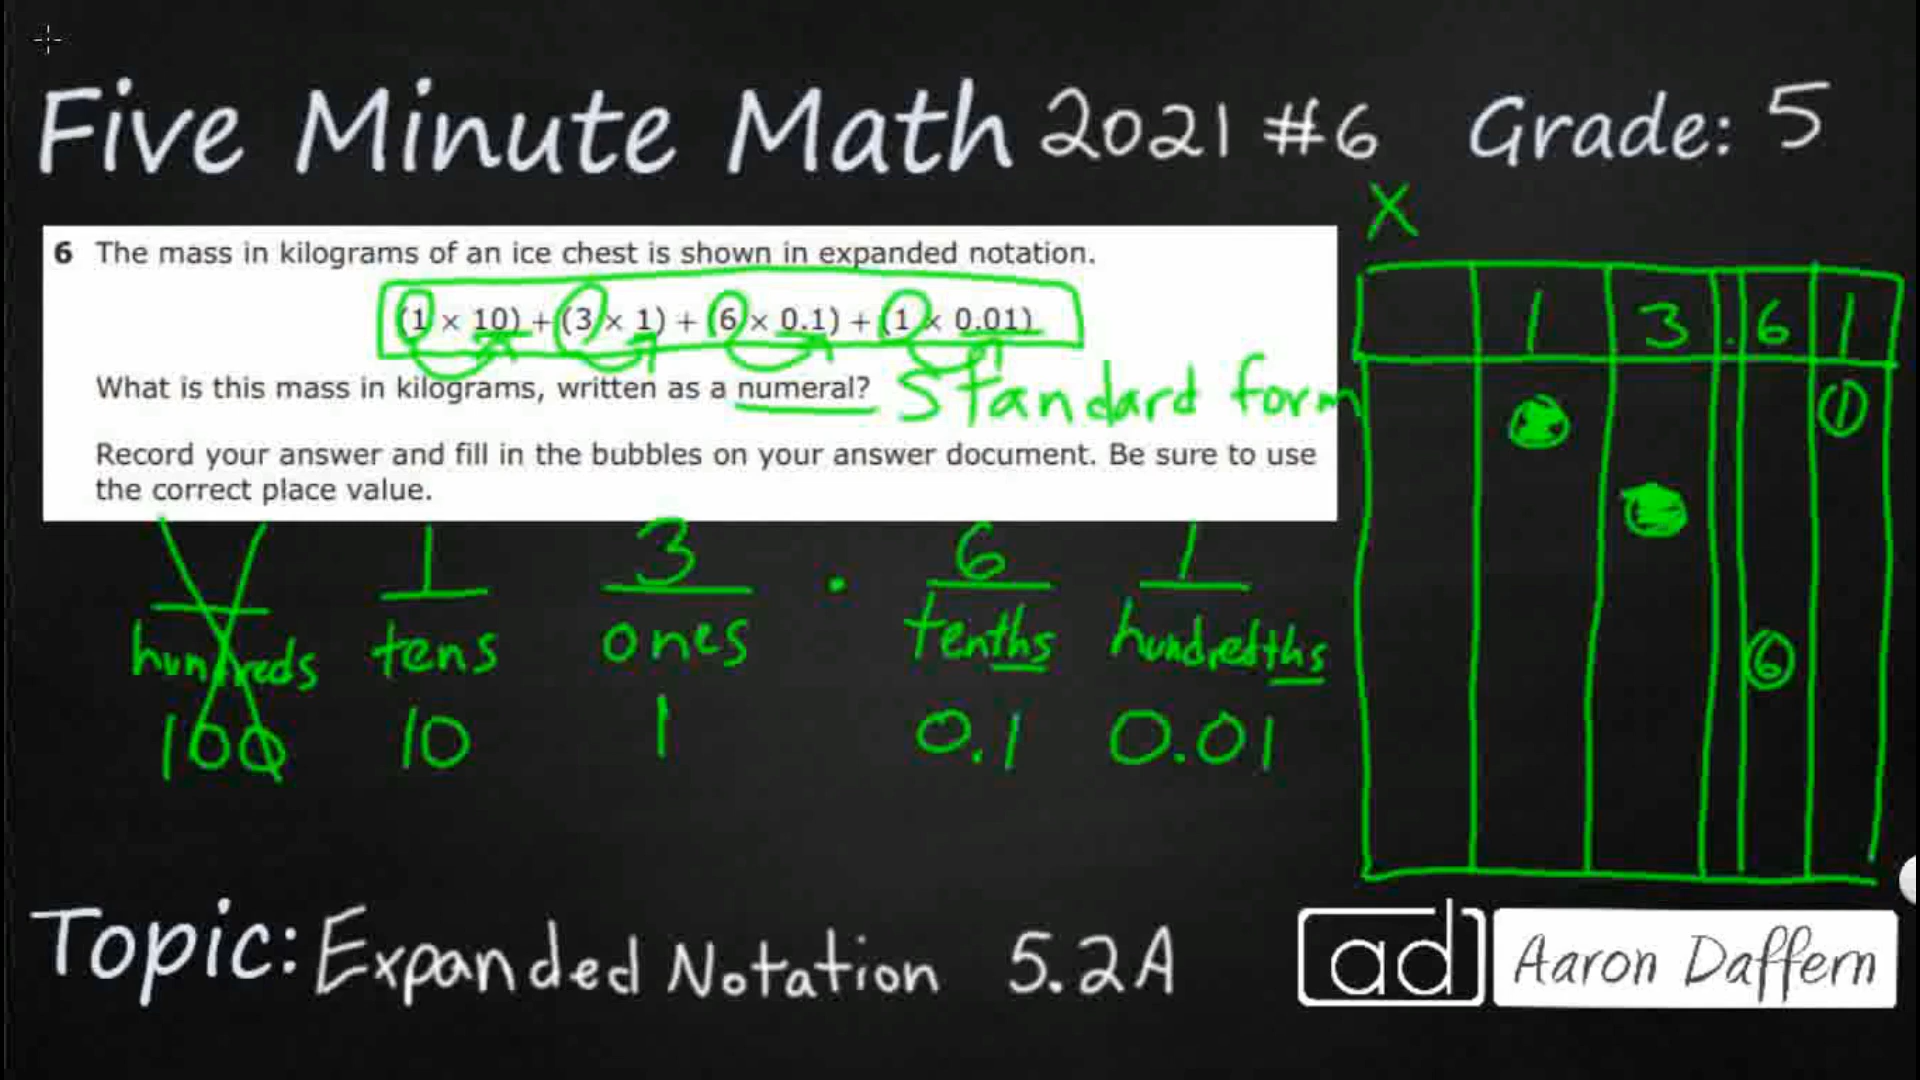 Five Minute Math 2021 #6 Grade: 5
X
6 The mass in kilograms of an ice chest is shown in expanded notation.
(1 × 10) + (3 × 1) + (6 × 0.1) + (1 × 0.01)
1 3 . 6 1
What is this mass in kilograms, written as a numeral? Standard form
1
Record your answer and fill in the bubbles on your answer document. Be sure to use
the correct place value.
1 3 . 6 1
hundreds tens ones tenths hundredths
6
100 10 1 0.1 0.01
Topic: Expanded Notation 5.2A
ad Aaron Daffern